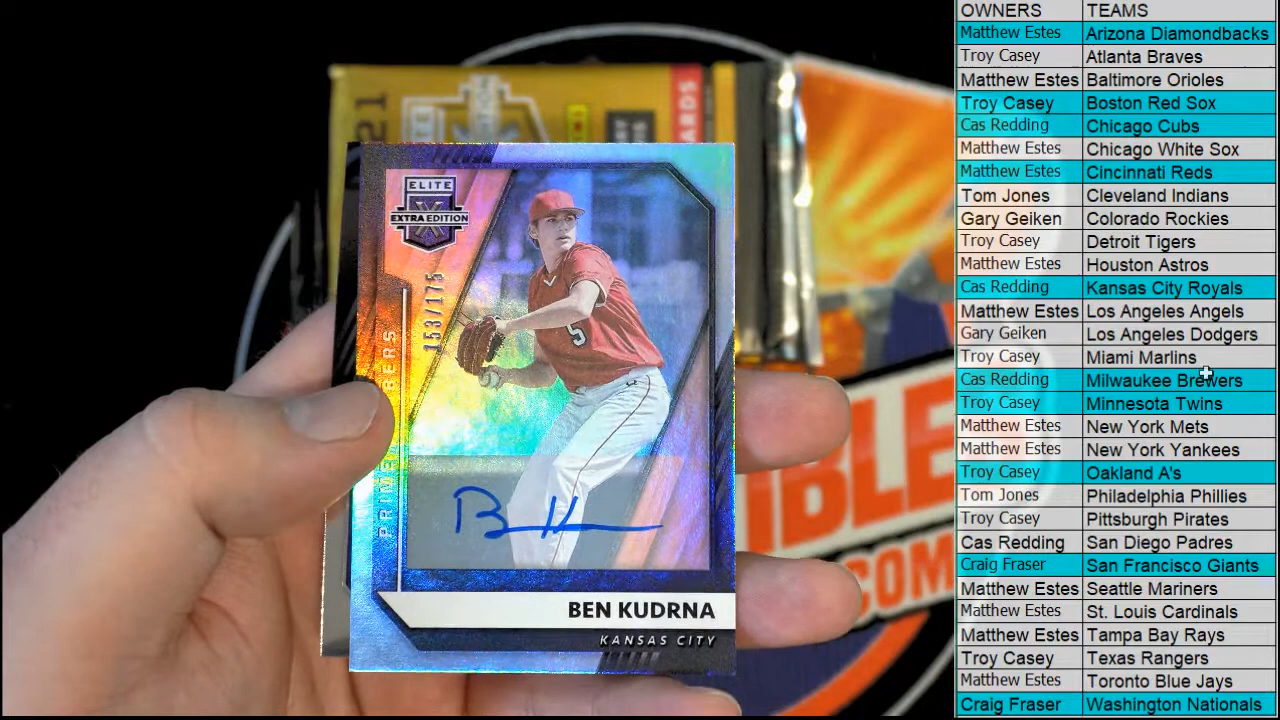 21
CARDS
ELITE
X
EXTRA EDITION
153/175
PRIME NUMBERS
5
BEN KUDRNA
KANSAS CITY
IBLE
COM
OWNERS TEAMS
Matthew Estes Arizona Diamondbacks
Troy Casey Atlanta Braves
Matthew Estes Baltimore Orioles
Troy Casey Boston Red Sox
Cas Redding Chicago Cubs
Matthew Estes Chicago White Sox
Matthew Estes Cincinnati Reds
Tom Jones Cleveland Indians
Gary Geiken Colorado Rockies
Troy Casey Detroit Tigers
Matthew Estes Houston Astros
Cas Redding Kansas City Royals
Matthew Estes Los Angeles Angels
Gary Geiken Los Angeles Dodgers
Troy Casey Miami Marlins
Cas Redding Milwaukee Brewers
Troy Casey Minnesota Twins
Matthew Estes New York Mets
Matthew Estes New York Yankees
Troy Casey Oakland A's
Tom Jones Philadelphia Phillies
Troy Casey Pittsburgh Pirates
Cas Redding San Diego Padres
Craig Fraser San Francisco Giants
Matthew Estes Seattle Mariners
Matthew Estes St. Louis Cardinals
Matthew Estes Tampa Bay Rays
Troy Casey Texas Rangers
Matthew Estes Toronto Blue Jays
Craig Fraser Washington Nationals